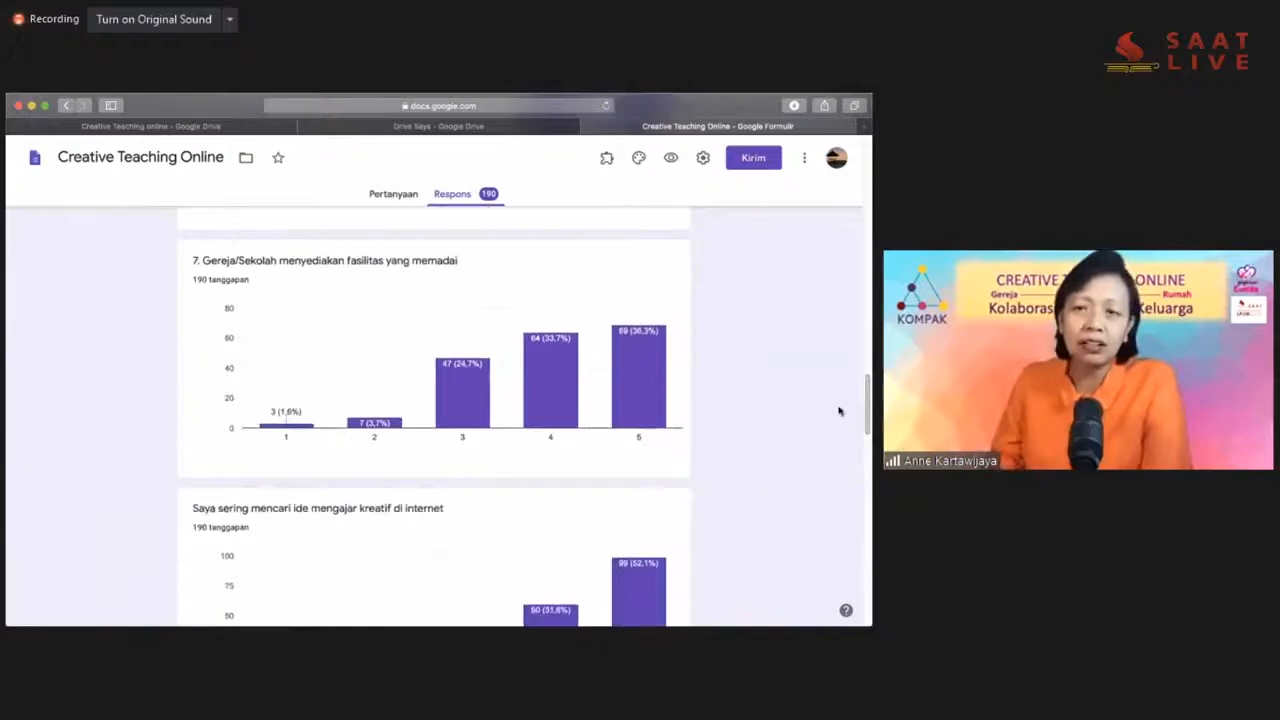 Recording
Turn on Original Sound
SAAT
LIVE
docs.google.com
Creative Teaching online - Google Drive
Drive Says - Google Drive
Creative Teaching Online - Google Formulir
Creative Teaching Online
Kirim
Pertanyaan
Respons 190
7. Gereja/Sekolah menyediakan fasilitas yang memadai
190 tanggapan
80
60
40
20
0
3 (1,6%)
7 (3,7%)
47 (24,7%)
64 (33,7%)
69 (36,3%)
1
2
3
4
5
Saya sering mencari ide mengajar kreatif di internet
190 tanggapan
100
75
50
60 (31,6%)
99 (52,1%)
KOMPAK
CREATIVE ONLINE
Gereja Rumah
Kolaboras Keluarga
Anne Kartawijaya